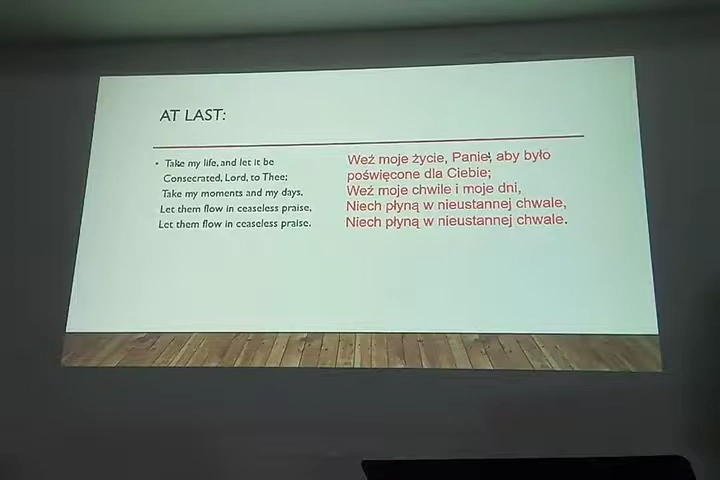 AT LAST:
• Take my life, and let it be
Consecrated, Lord, to Thee;
Take my moments and my days,
Let them flow in ceaseless praise,
Let them flow in ceaseless praise.
Weź moje życie, Panie, aby było
poświęcone dla Ciebie;
Weź moje chwile i moje dni,
Niech płyną w nieustannej chwale,
Niech płyną w nieustannej chwale.